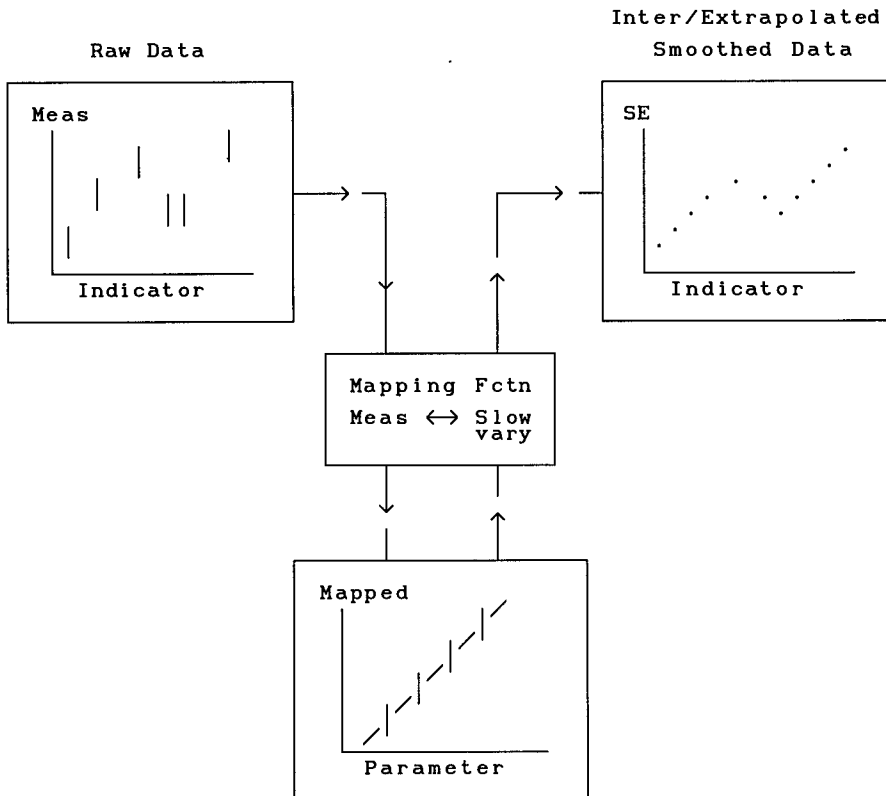 Raw Data
Inter/Extrapolated
Smoothed Data
Meas
Indicator
SE
Indicator
Mapping Fctn
Meas ↔ Slow
vary
Mapped
Parameter